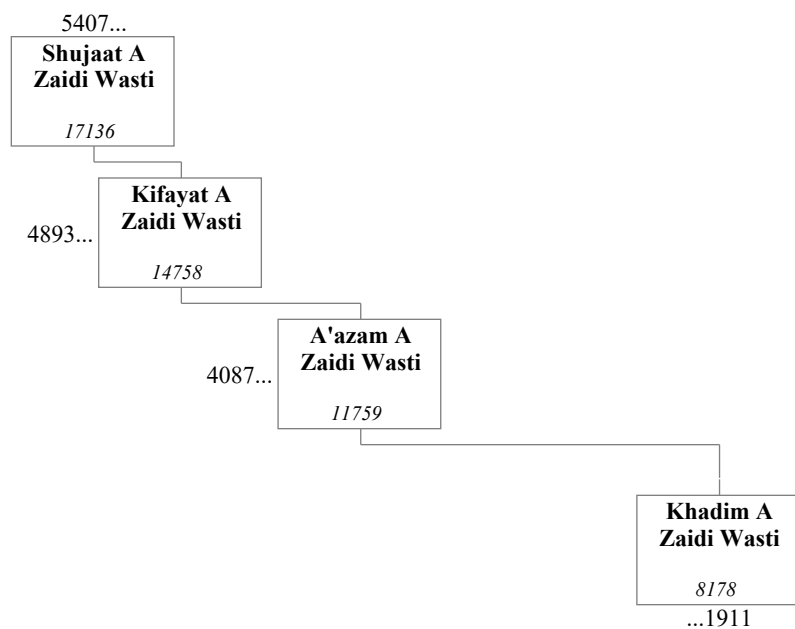 5407...
Shujaat A
Zaidi Wasti
17136
Kifayat A
Zaidi Wasti
4893...
14758
A'azam A
Zaidi Wasti
4087...
11759
Khadim A
Zaidi Wasti
8178
...1911